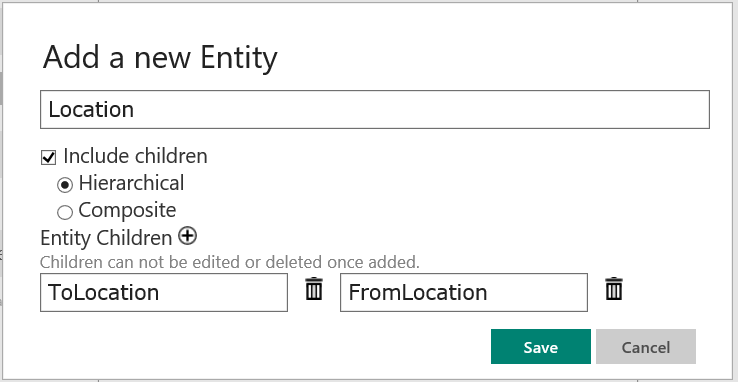 Add a new Entity
Location
Include children
Hierarchical
Composite
Entity Children
Children can not be edited or deleted once added.
ToLocation FromLocation
Save Cancel